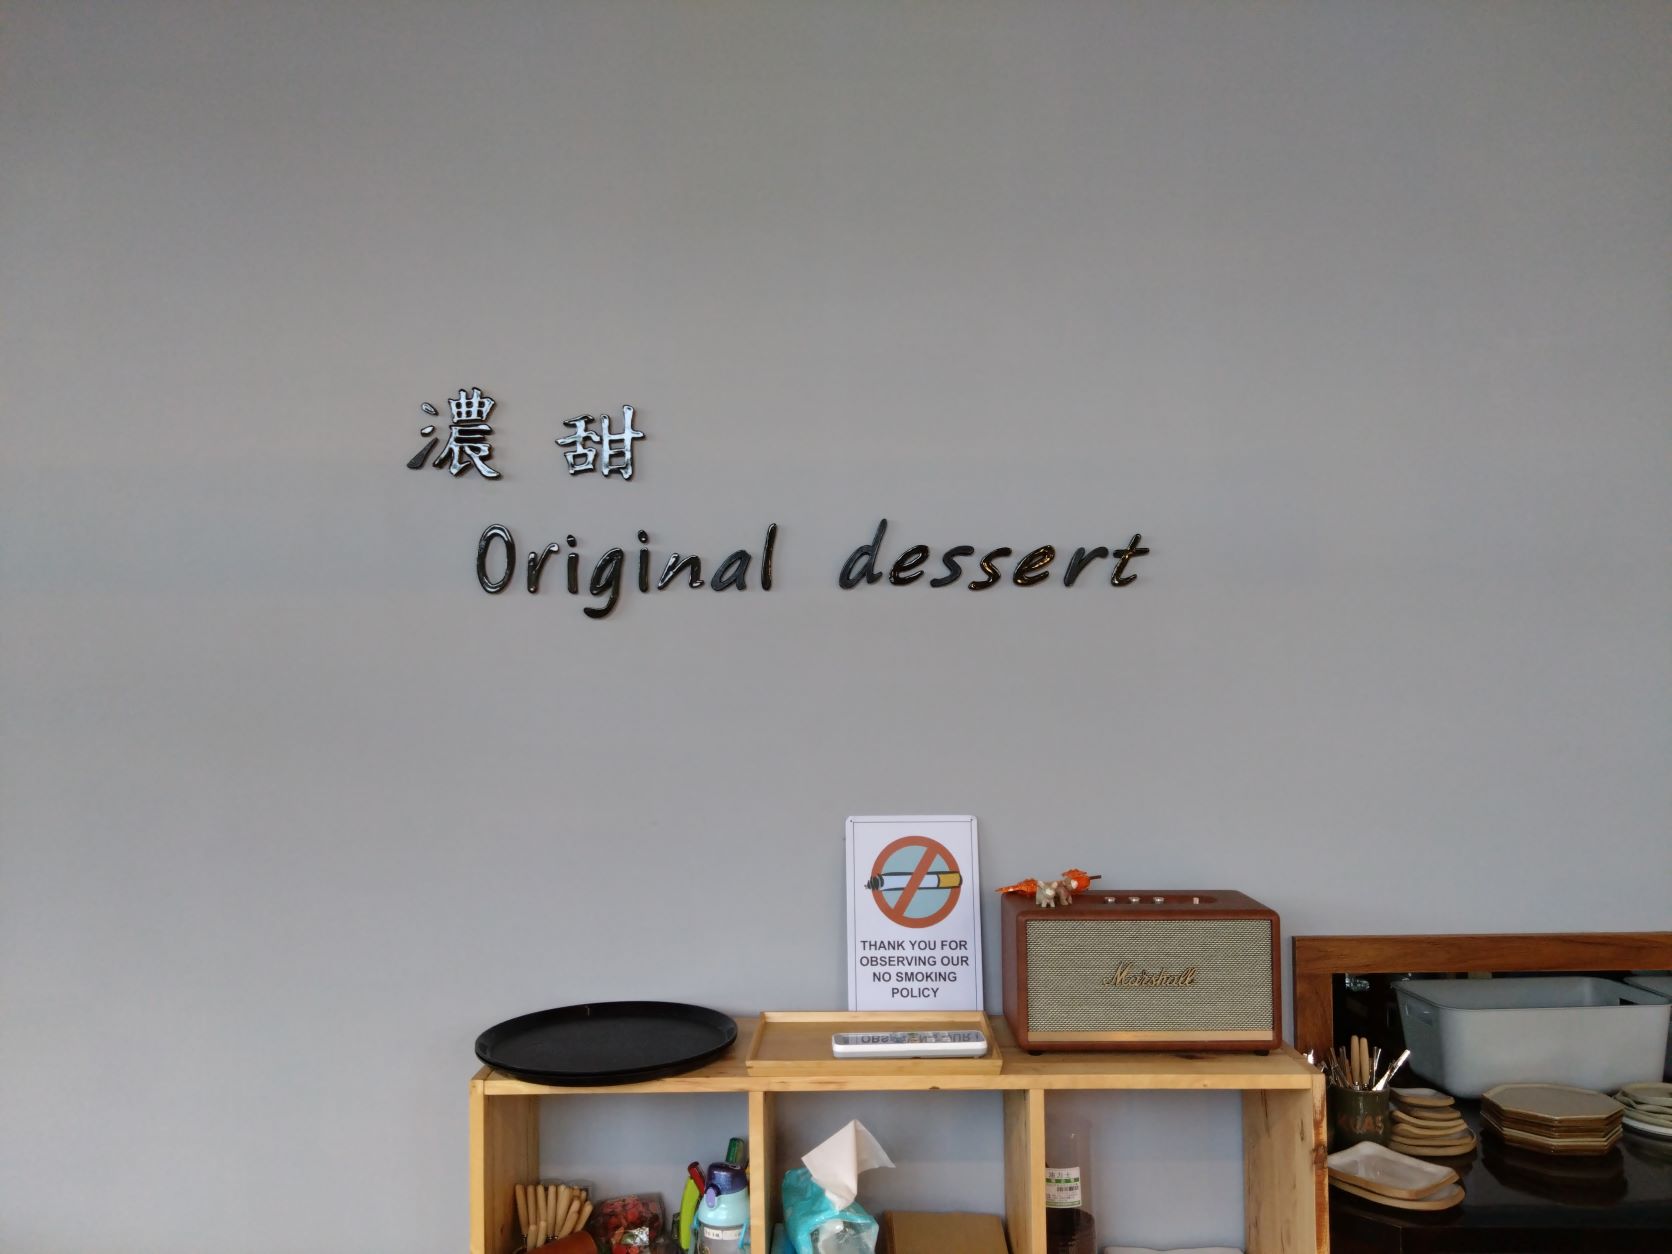 濃 甜
Original dessert
THANK YOU FOR
OBSERVING OUR
NO SMOKING
POLICY
Marshall